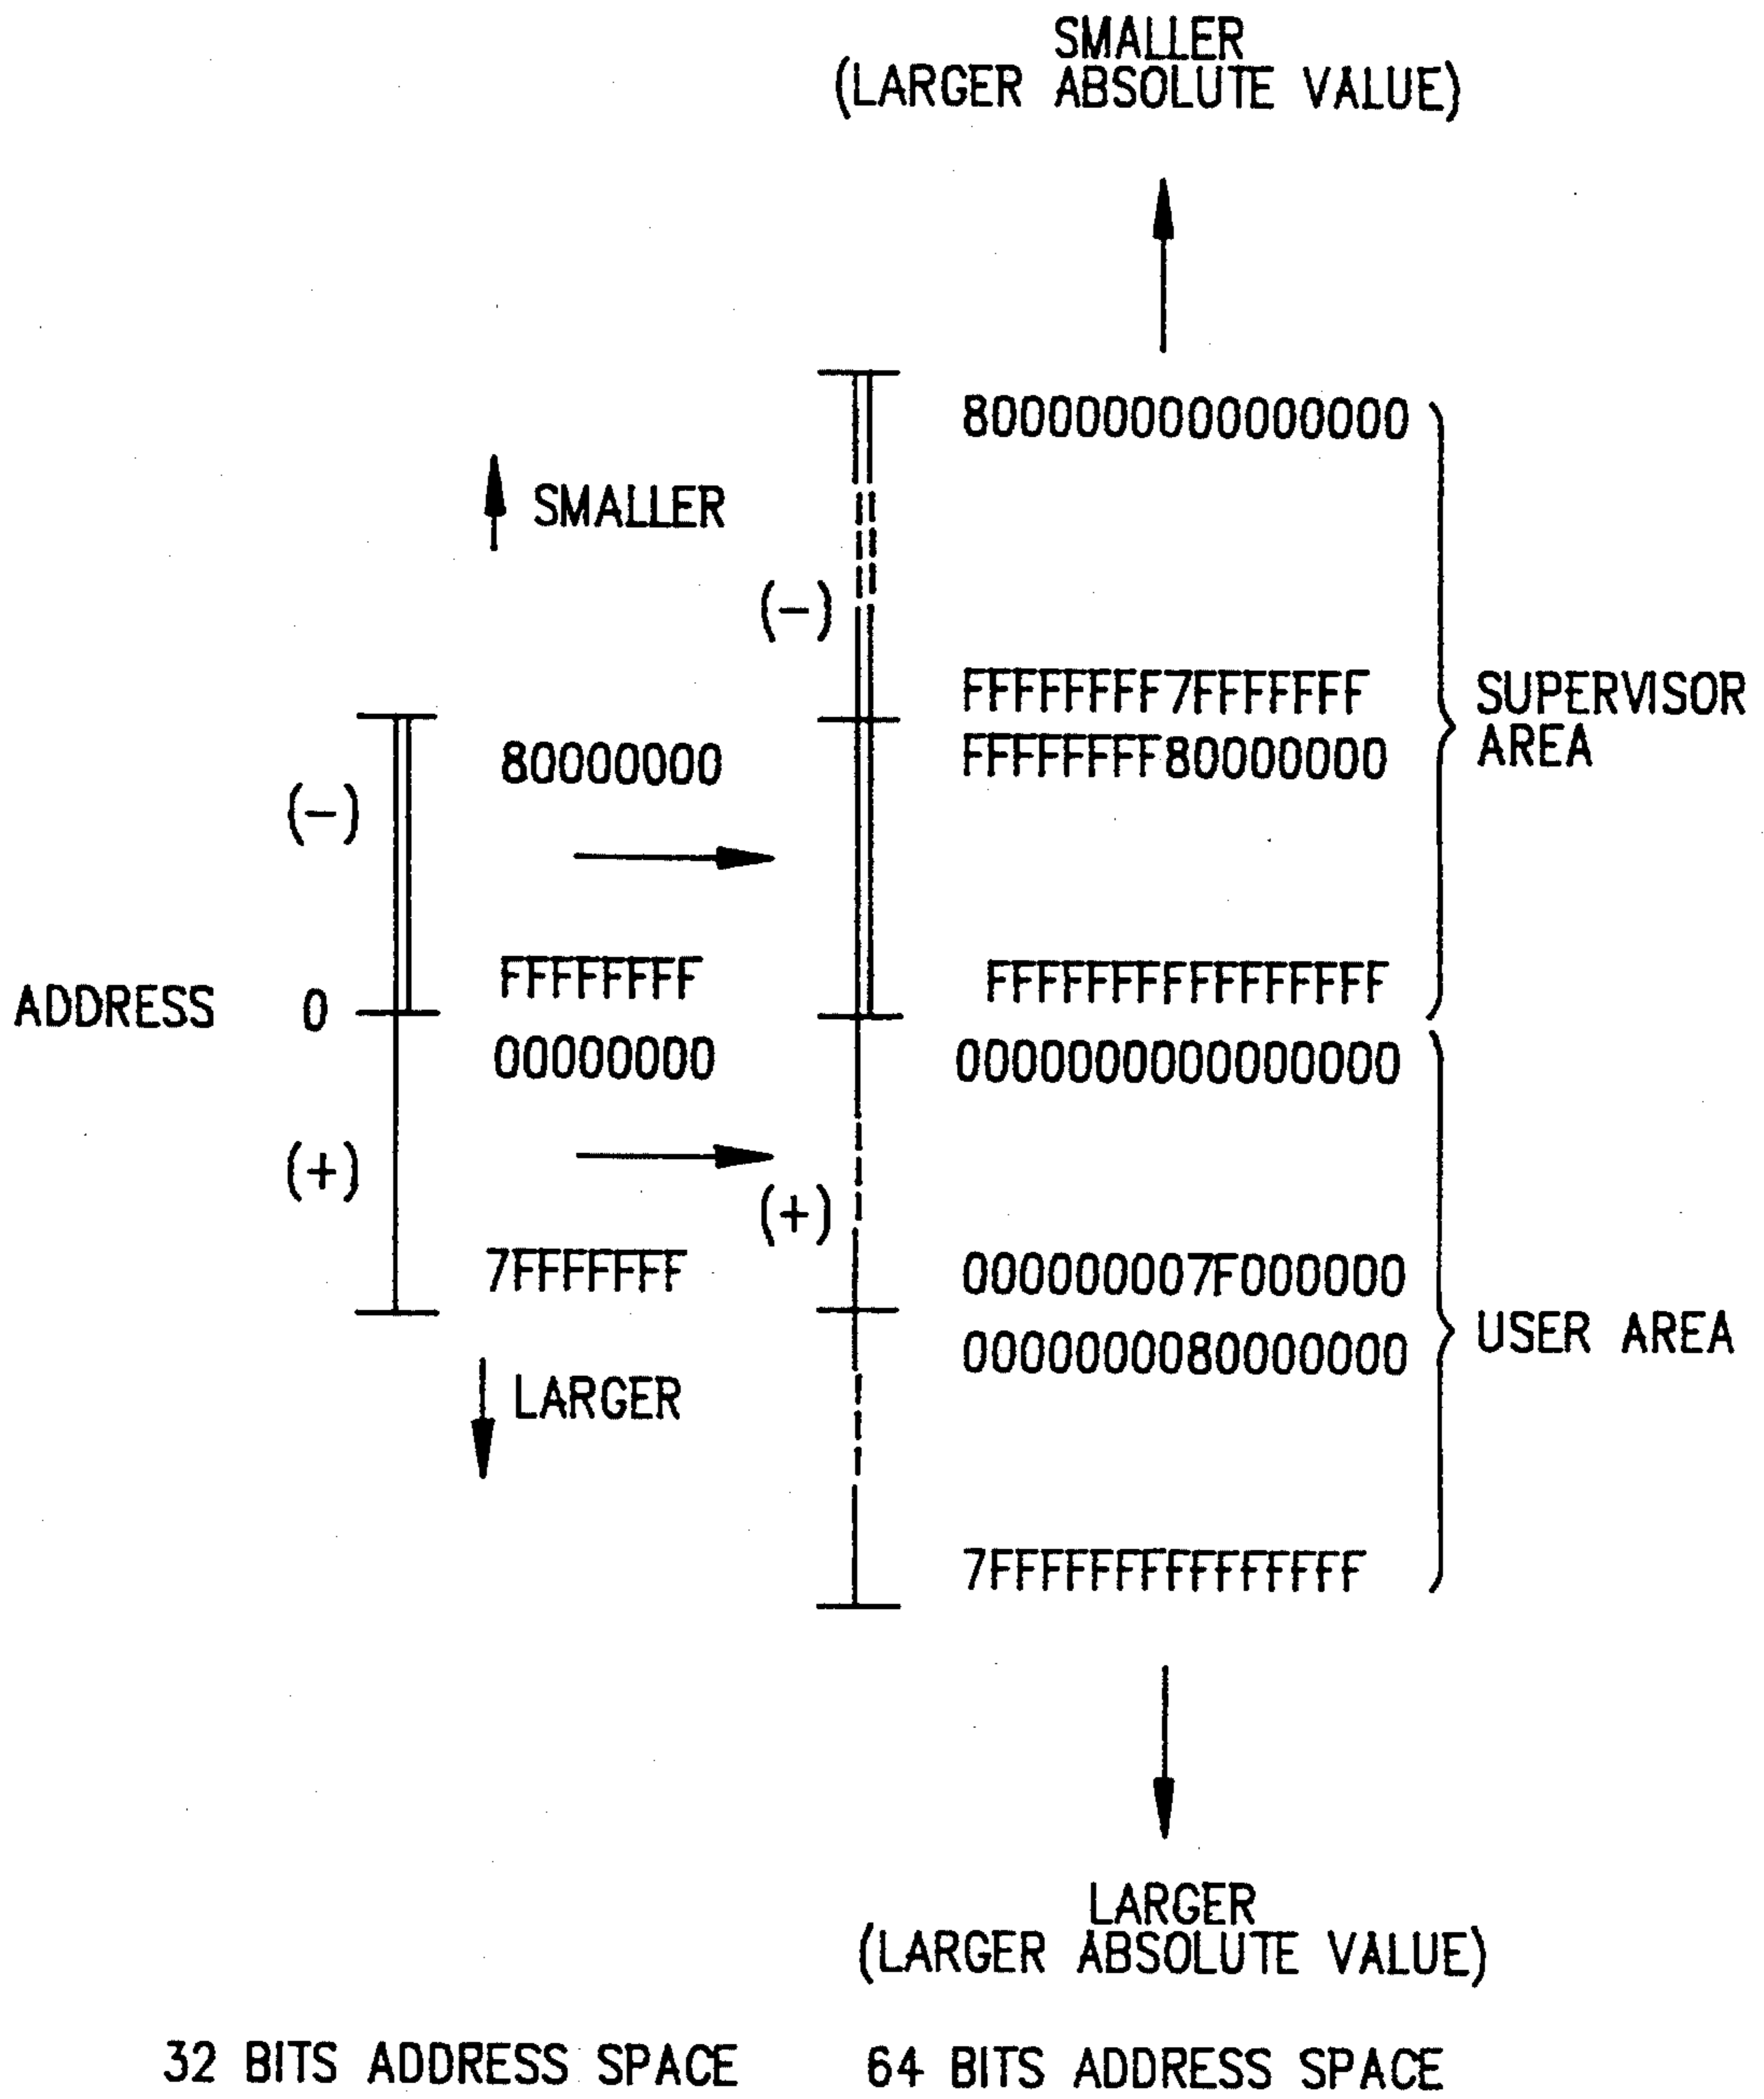 SMALLER
(LARGER ABSOLUTE VALUE)
8000000000000000
SMALLER
(-)
FFFFFFFF7FFFFFFF
SUPERVISOR
AREA
80000000
FFFFFFFF80000000
(-)
FFFFFFFF
FFFFFFFFFFFFFFFF
ADDRESS 0
00000000
0000000000000000
(+)
(+)
7FFFFFFF
000000007F000000
USER AREA
0000000080000000
LARGER
7FFFFFFFFFFFFFFF
LARGER
(LARGER ABSOLUTE VALUE)
32 BITS ADDRESS SPACE
64 BITS ADDRESS SPACE